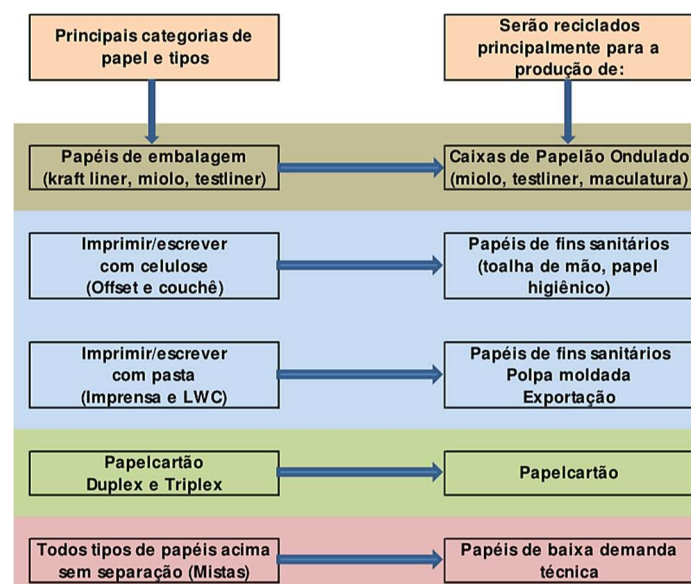 Principais categorias de
papel e tipos
Serão reciclados
principalmente para a
produção de:
Papéis de embalagem
(kraft liner, miolo, testliner)
Caixas de Papelão Ondulado
(miolo, testliner, maculatura)
Imprimir/escrever
com celulose
(Offset e couchê)
Papéis de fins sanitários
(toalha de mão, papel
higiênico)
Imprimir/escrever
com pasta
(Imprensa e LWC)
Papéis de fins sanitários
Polpa moldada
Exportação
Papelcartão
Duplex e Triplex
Papelcartão
Todos tipos de papéis acima
sem separação (Mistas)
Papéis de baixa demanda
técnica